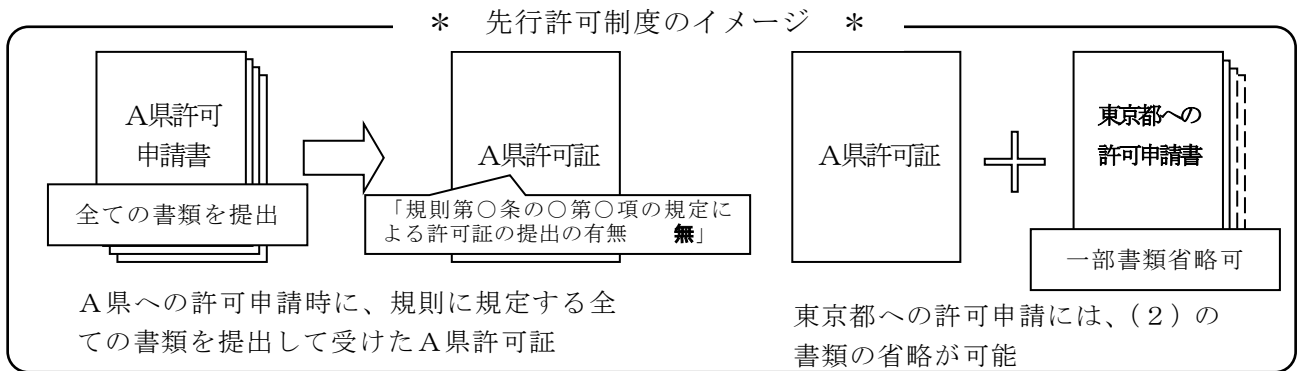 ＊ 先行許可制度のイメージ ＊
Ａ県許可
申請書
全ての書類を提出
Ａ県許可証
「規則第〇条の〇第〇項の規定に
よる許可証の提出の有無 無」
Ａ県への許可申請時に、規則に規定する全
ての書類を提出して受けたＡ県許可証
Ａ県許可証
東京都への
許可申請書
一部書類省略可
東京都への許可申請には、（２）の
書類の省略が可能